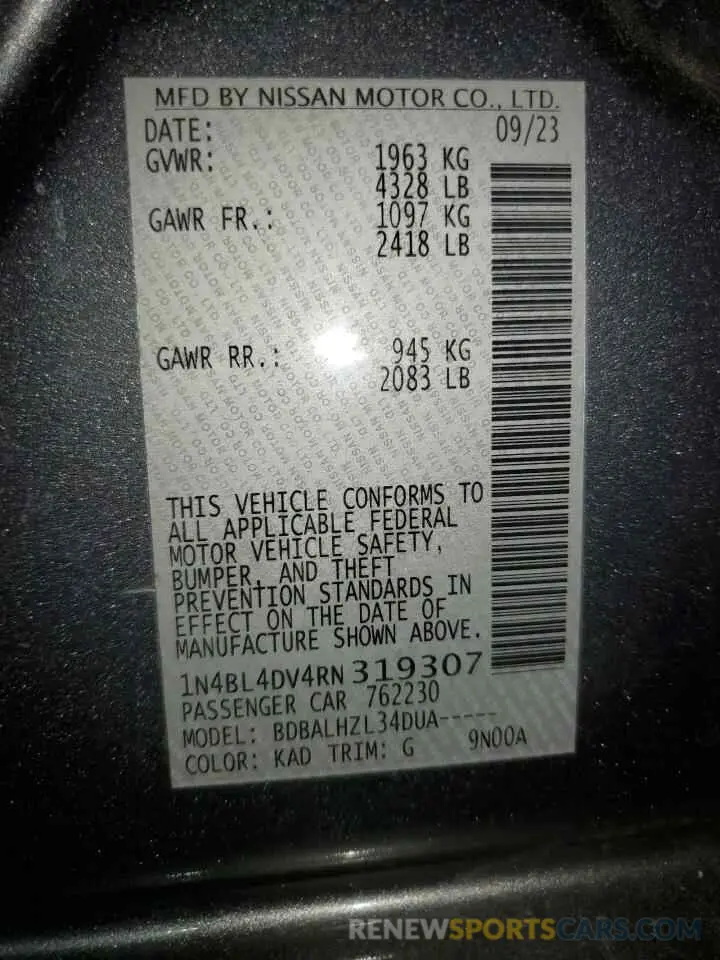 MFD BY NISSAN MOTOR CO., LTD.
DATE: 09/23
GVWR: 1963 KG
4328 LB
GAWR FR.: 1097 KG
2418 LB
GAWR RR.: 945 KG
2083 LB
THIS VEHICLE CONFORMS TO
ALL APPLICABLE FEDERAL
MOTOR VEHICLE SAFETY,
BUMPER, AND THEFT
PREVENTION STANDARDS IN
EFFECT ON THE DATE OF
MANUFACTURE SHOWN ABOVE.
1N4BL4DV4RN 319307
PASSENGER CAR 762230
MODEL: BDBALHZL34DUA-----
COLOR: KAD TRIM: G 9N00A
RENEWSPORTSCARS.COM